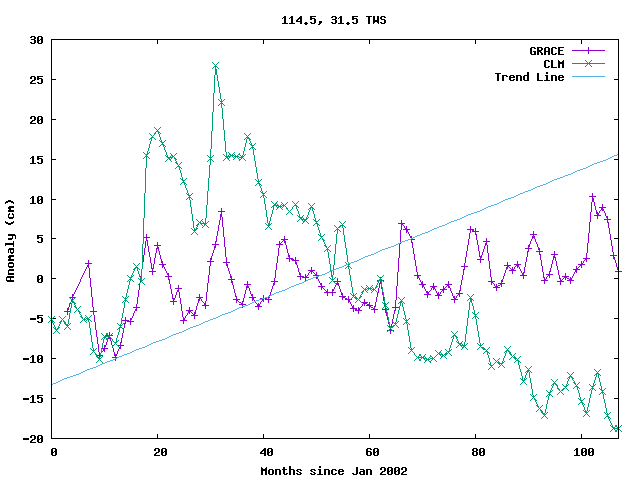 114.5, 31.5 TWS
GRACE
CLM
Trend Line
30
25
20
15
10
5
0
-5
-10
-15
-20
Anomaly (cm)
0 20 40 60 80 100
Months since Jan 2002